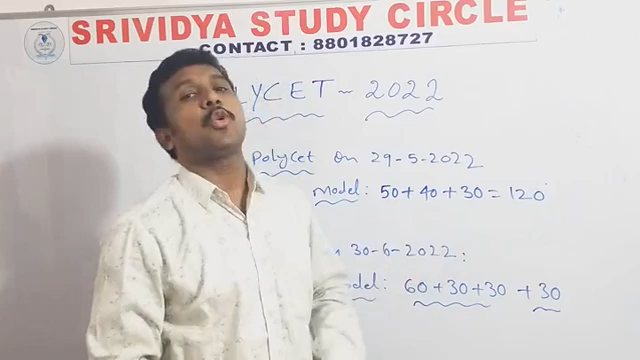 SRIVIDYA STUDY CIRCLE
CONTACT : 8801828727
LYCET ~ 2022
polycet on 29-5-2022
model: 50+40+30=120
30-6-2022:
del: 60+30+30 +30